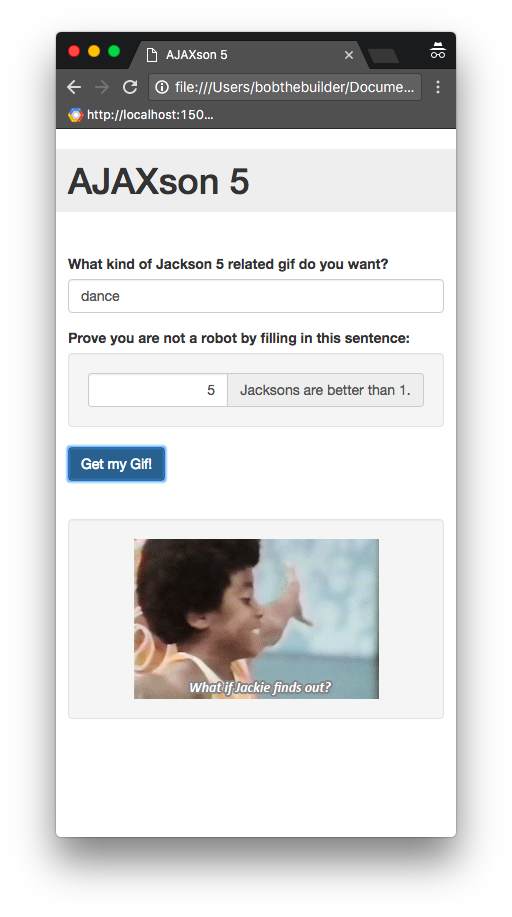 AJAXson 5
file:///Users/bobthebuilder/Docume...
http://localhost:150...
AJAXson 5
What kind of Jackson 5 related gif do you want?
dance
Prove you are not a robot by filling in this sentence:
5 Jacksons are better than 1.
Get my Gif!
What if Jackie finds out?